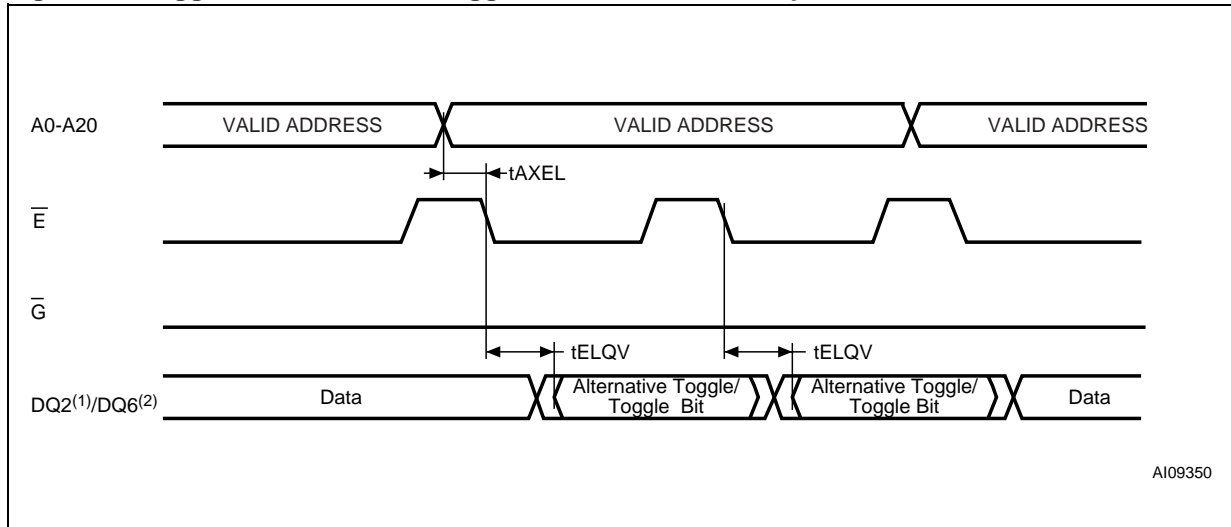 A0-A20
VALID ADDRESS VALID ADDRESS VALID ADDRESS
tAXEL
E
G
tELQV tELQV
DQ2(1)/DQ6(2) Data Alternative Toggle/ Toggle Bit Alternative Toggle/ Toggle Bit Data
AI09350